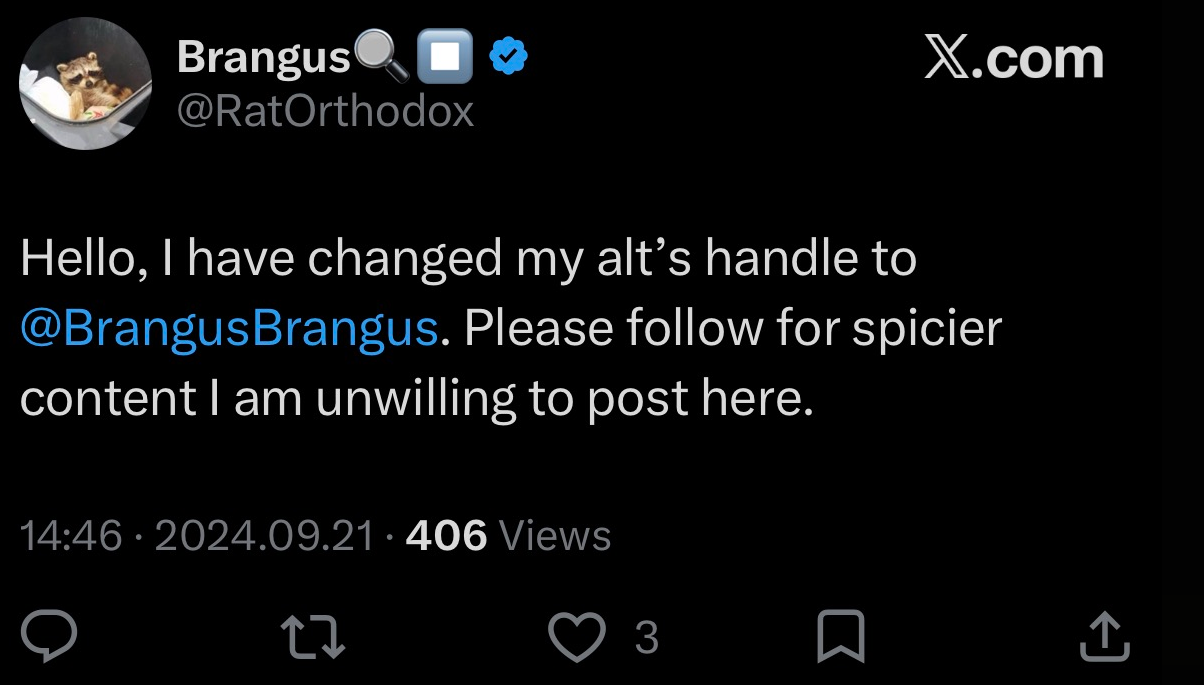 Brangus🔍⏹️
𝕏.com
@RatOrthodox
Hello, I have changed my alt’s handle to
@BrangusBrangus. Please follow for spicier
content I am unwilling to post here.
14:46 · 2024.09.21 · 406 Views
3